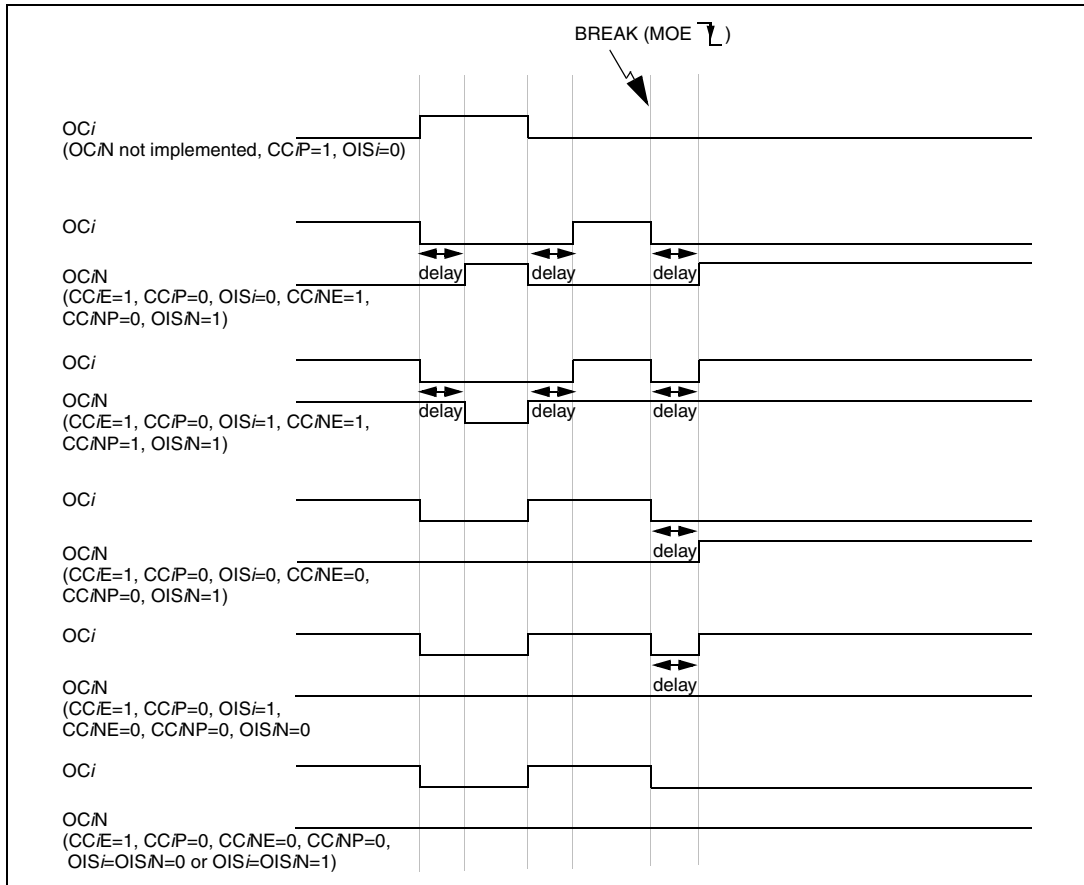 BREAK (MOE )
OCi
(OCiN not implemented, CCiP=1, OISi=0)
OCi
delay delay delay
OCiN
(CCiE=1, CCiP=0, OISi=0, CCiNE=1,
CCiNP=0, OISiN=1)
OCi
OCiN
delay delay delay
(CCiE=1, CCiP=0, OISi=1, CCiNE=1,
CCiNP=1, OISiN=1)
OCi
OCiN
delay
(CCiE=1, CCiP=0, OISi=0, CCiNE=0,
CCiNP=0, OISiN=1)
OCi
delay
OCiN
(CCiE=1, CCiP=0, OISi=1,
CCiNE=0, CCiNP=0, OISiN=0
OCi
OCiN
(CCiE=1, CCiP=0, CCiNE=0, CCiNP=0,
OISi=OISiN=0 or OISi=OISiN=1)